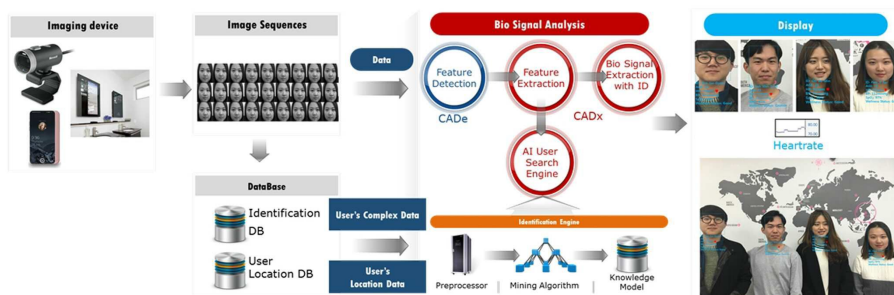 Imaging device
Image Sequences
Data
Bio Signal Analysis
Feature
Detection
CADe
Feature
Extraction
Bio Signal
Extraction
with ID
CADx
AI User
Search
Engine
Display
Heartrate
DataBase
Identification
DB
User
Location DB
User's Complex Data
User's
Location Data
Identification Engine
Preprocessor
Mining Algorithm
Knowledge
Model